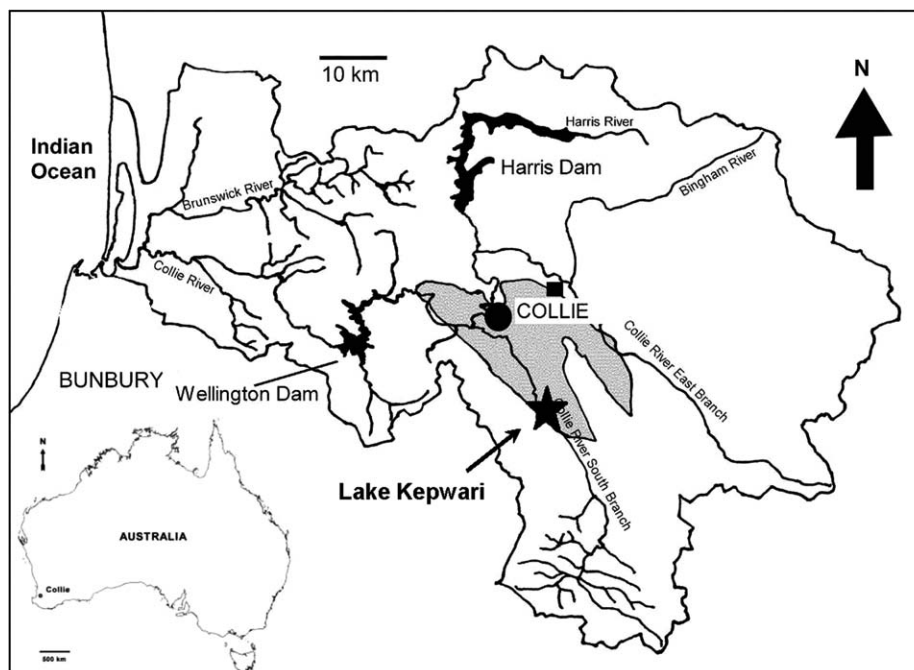 10 km
N
Indian
Ocean
Harris River
Harris Dam
Bingham River
Brunswick River
Collie River
COLLIE
Collie River East Branch
BUNBURY
Wellington Dam
Collie River South Branch
Lake Kepwari
N
AUSTRALIA
Collie
500 km